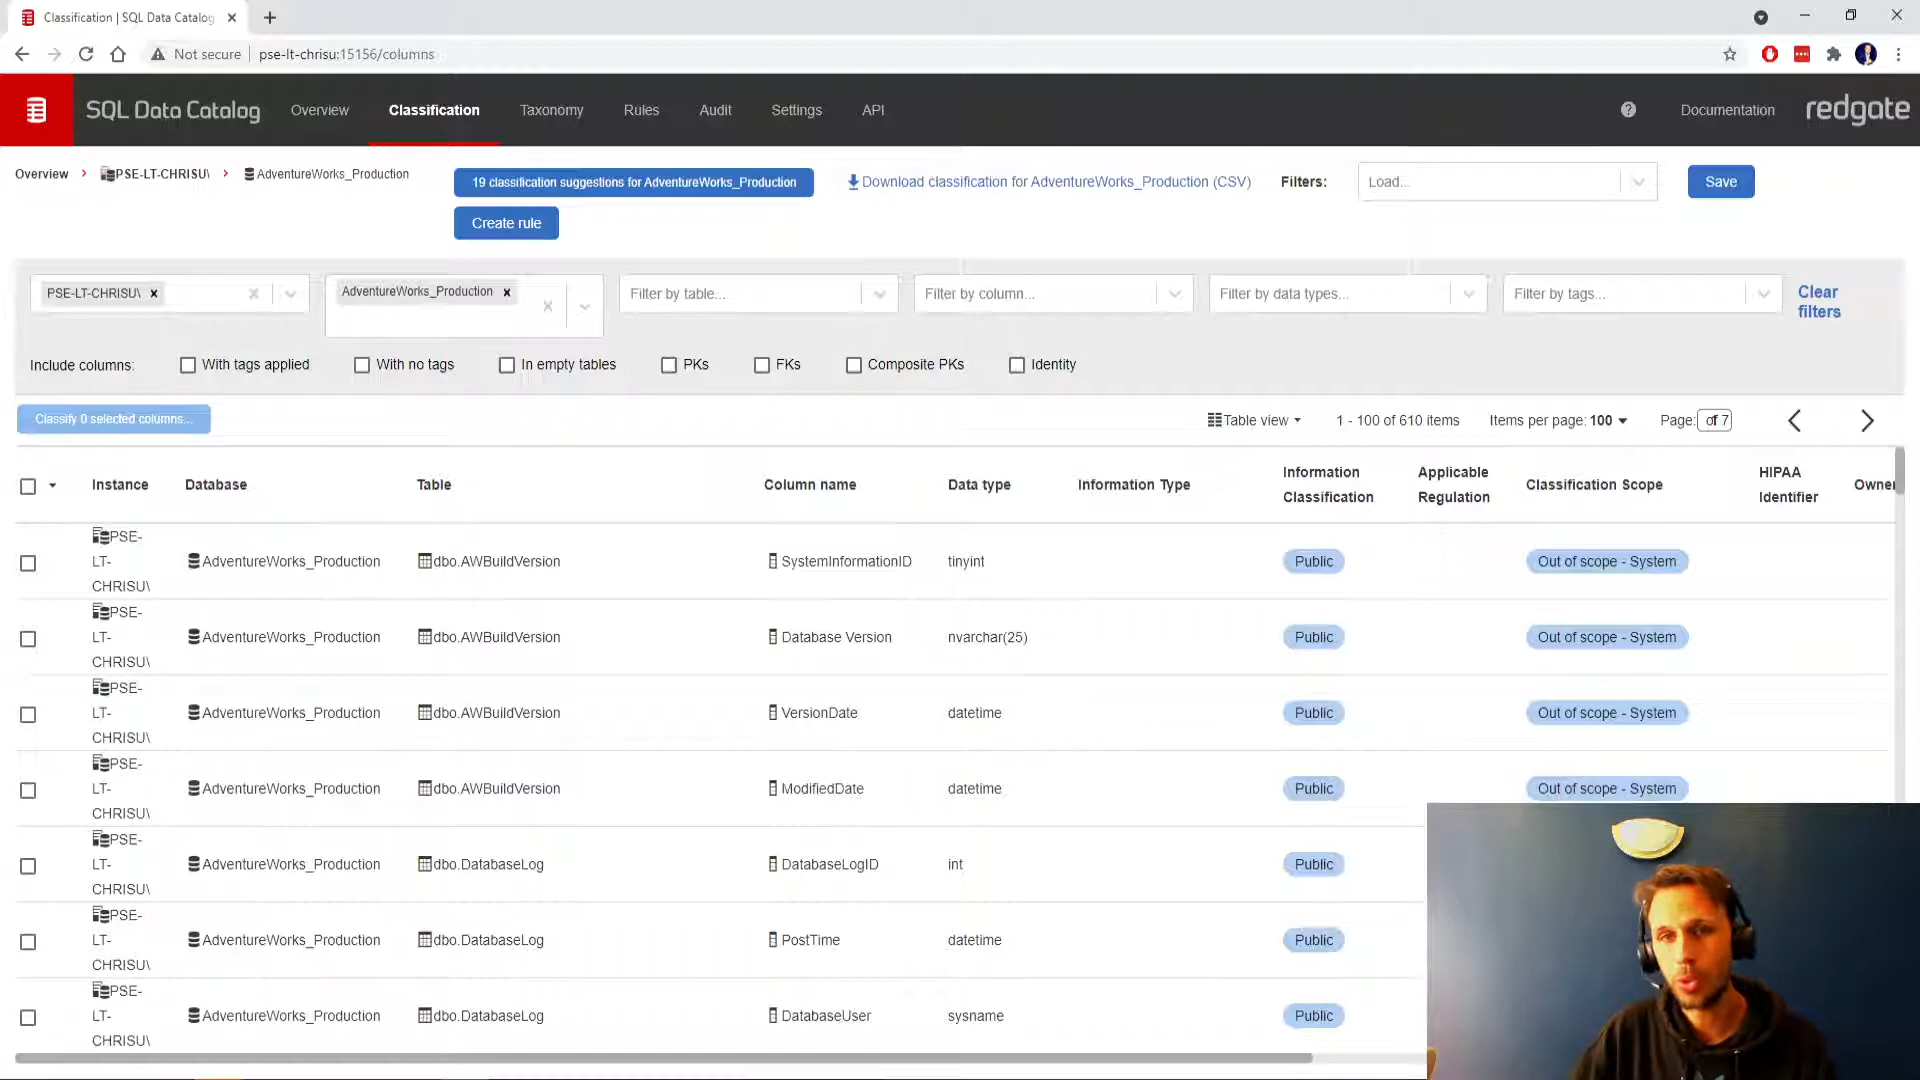 Classification | SQL Data Catalog
Not secure
pse-lt-chrisu:15156/columns
SQL Data Catalog
Overview
Classification
Taxonomy
Rules
Audit
Settings
API
Documentation
redgate
Overview > PSE-LT-CHRISU\ > AdventureWorks_Production
19 classification suggestions for AdventureWorks_Production
Download classification for AdventureWorks_Production (CSV)
Filters:
Load...
Save
Create rule
PSE-LT-CHRISU\
AdventureWorks_Production
Filter by table...
Filter by column...
Filter by data types...
Filter by tags...
Clear
filters
Include columns:
With tags applied
With no tags
In empty tables
PKs
FKs
Composite PKs
Identity
Classify 0 selected columns...
Table view
1 - 100 of 610 items
Items per page: 100
Page: of 7
Instance
Database
Table
Column name
Data type
Information Type
Information
Classification
Applicable
Regulation
Classification Scope
HIPAA
Identifier
Owner
PSE-
LT-
CHRISU\
AdventureWorks_Production
dbo.AWBuildVersion
SystemInformationID
tinyint
Public
Out of scope - System
PSE-
LT-
CHRISU\
AdventureWorks_Production
dbo.AWBuildVersion
Database Version
nvarchar(25)
Public
Out of scope - System
PSE-
LT-
CHRISU\
AdventureWorks_Production
dbo.AWBuildVersion
VersionDate
datetime
Public
Out of scope - System
PSE-
LT-
CHRISU\
AdventureWorks_Production
dbo.AWBuildVersion
ModifiedDate
datetime
Public
Out of scope - System
PSE-
LT-
CHRISU\
AdventureWorks_Production
dbo.DatabaseLog
DatabaseLogID
int
Public
PSE-
LT-
CHRISU\
AdventureWorks_Production
dbo.DatabaseLog
PostTime
datetime
Public
PSE-
LT-
CHRISU\
AdventureWorks_Production
dbo.DatabaseLog
DatabaseUser
sysname
Public